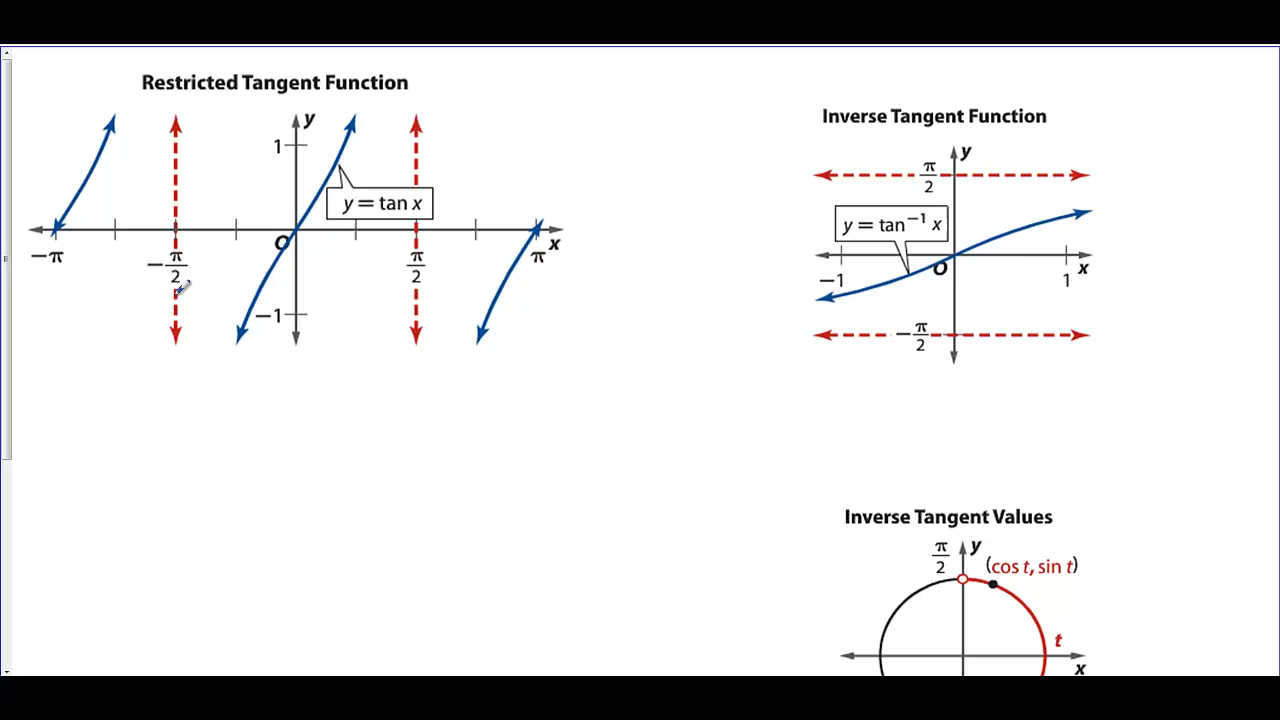 Restricted Tangent Function
y
1
y = tan x
O
x
−π
−π/2
π/2
π
−1
Inverse Tangent Function
y
π/2
y = tan⁻¹ x
−1
O
1
x
−π/2
Inverse Tangent Values
π/2
y
(cos t, sin t)
t
x